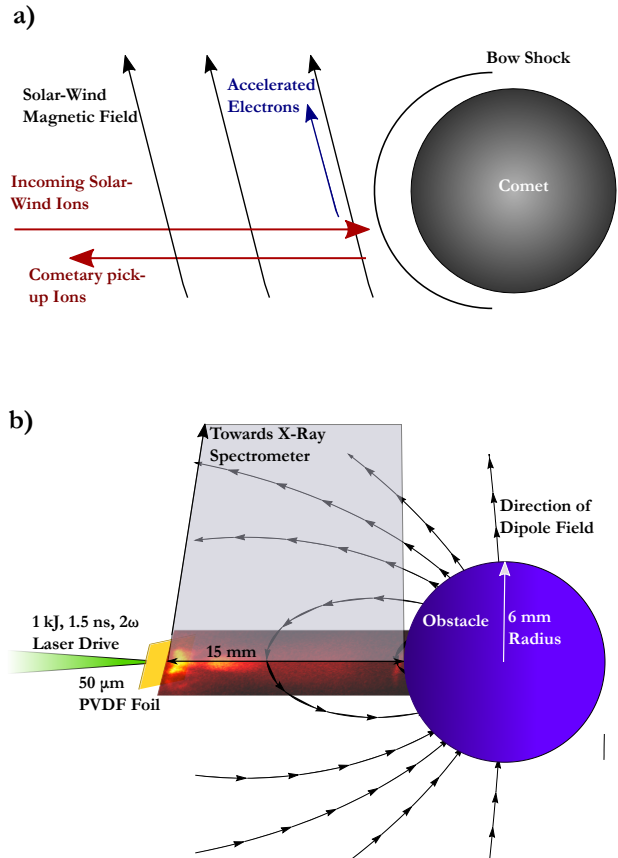 a)
Bow Shock
Solar-Wind
Magnetic Field
Accelerated
Electrons
Incoming Solar-
Wind Ions
Comet
Cometary pick-
up Ions
b)
Towards X-Ray
Spectrometer
Direction of
Dipole Field
1 kJ, 1.5 ns, 2ω
Laser Drive
Obstacle
6 mm
Radius
15 mm
50 μm
PVDF Foil